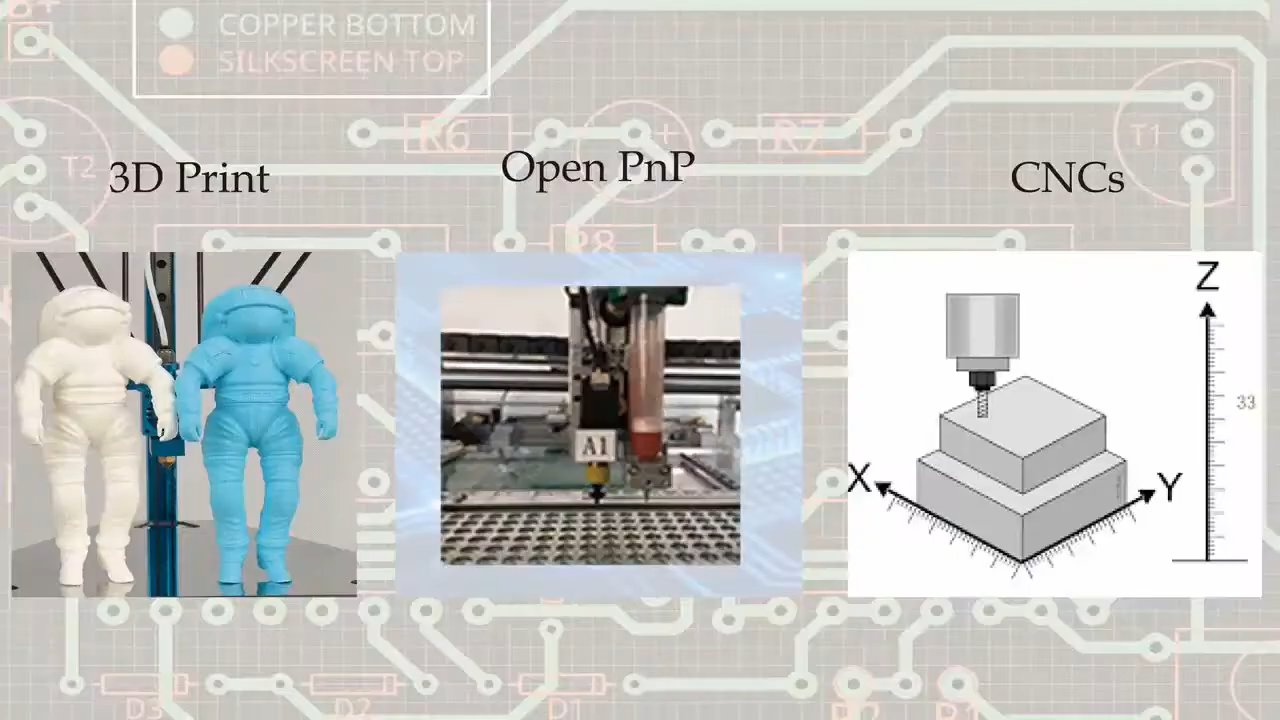 B+
COPPER BOTTOM
SILKSCREEN TOP
R6
+
R7
T1
T2
3D Print
Open PnP
CNCs
R8
Z
33
A1
X
Y
D3
D2
D1